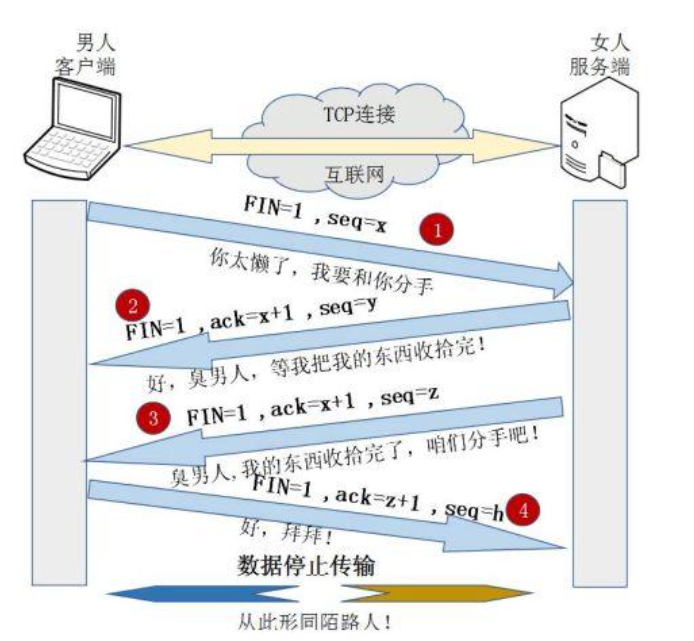 男人
客户端
女人
服务端
TCP连接
互联网
FIN=1 ,seq=x
1
你太懒了，我要和你分手
2
FIN=1 ,ack=x+1 ,seq=y
好，臭男人，等我把我的东西收拾完！
3
FIN=1 ,ack=x+1 ,seq=z
臭男人,我的东西收拾完了，咱们分手吧！
FIN=1 ,ack=z+1 ,seq=h
4
好，拜拜！
数据停止传输
从此形同陌路人！